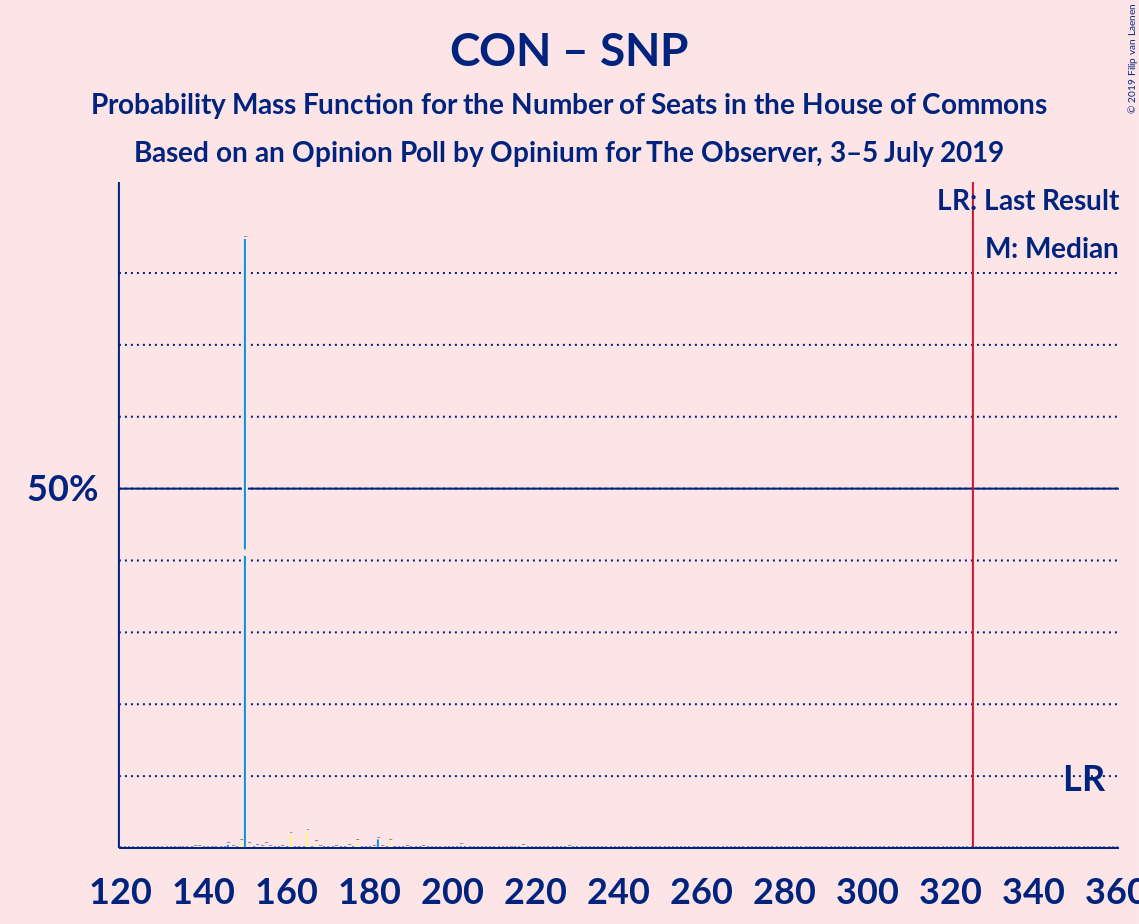 CON – SNP
Probability Mass Function for the Number of Seats in the House of Commons
Based on an Opinion Poll by Opinium for The Observer, 3–5 July 2019
© 2019 Filip van Laenen
LR: Last Result
M: Median
50%
LR
120 140 160 180 200 220 240 260 280 300 320 340 360